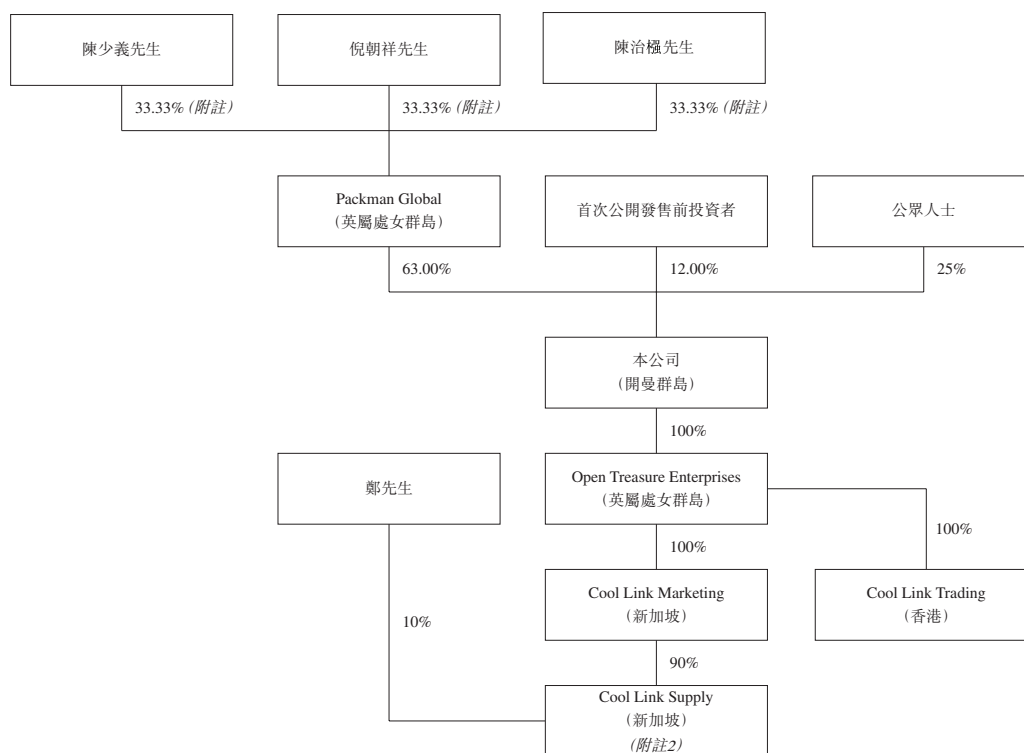 陳少義先生
倪朝祥先生
陳治樞先生
33.33% (附註)
33.33% (附註)
33.33% (附註)
Packman Global
(英屬處女群島)
首次公開發售前投資者
公眾人士
63.00%
12.00%
25%
本公司
(開曼群島)
100%
鄭先生
Open Treasure Enterprises
(英屬處女群島)
100%
100%
Cool Link Marketing
(新加坡)
Cool Link Trading
(香港)
10%
90%
Cool Link Supply
(新加坡)
(附註2)